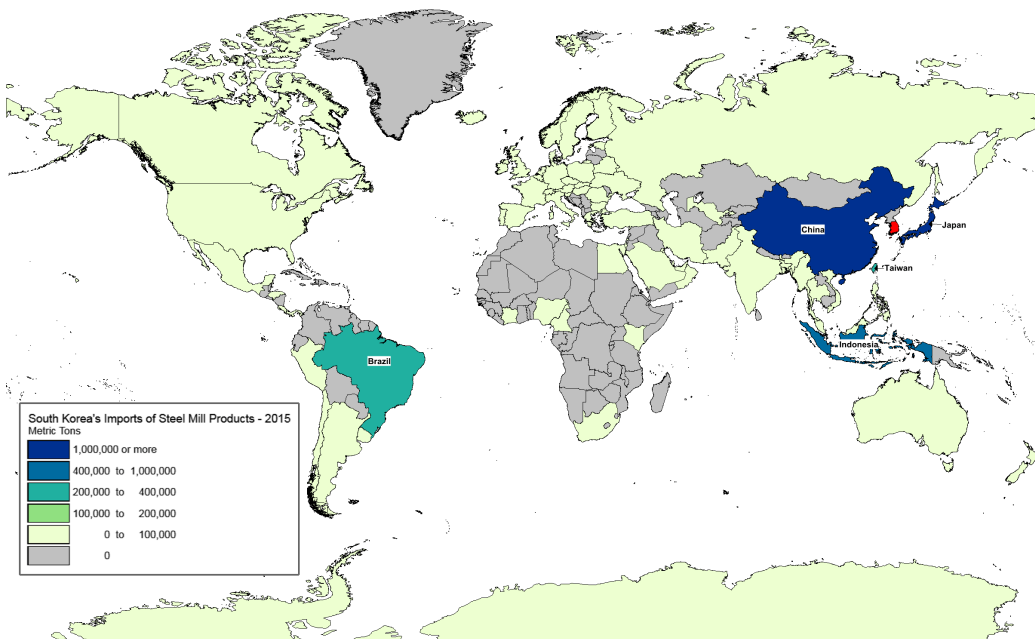 China
Japan
Taiwan
Indonesia
Brazil
South Korea's Imports of Steel Mill Products - 2015
Metric Tons
1,000,000 or more
400,000 to 1,000,000
200,000 to 400,000
100,000 to 200,000
0 to 100,000
0